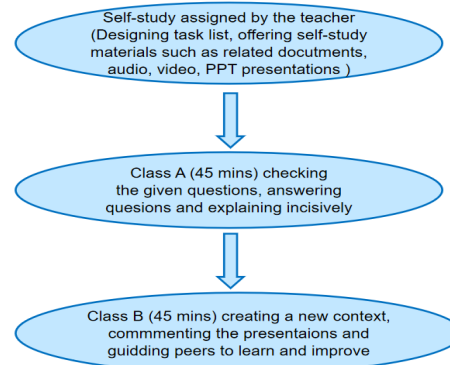 Self-study assigned by the teacher
(Designing task list, offering self-study
materials such as related docutments,
audio, video, PPT presentations )
Class A (45 mins) checking
the given questions, answering
quesions and explaining incisively
Class B (45 mins) creating a new context,
commmenting the presentaions and
guidding peers to learn and improve